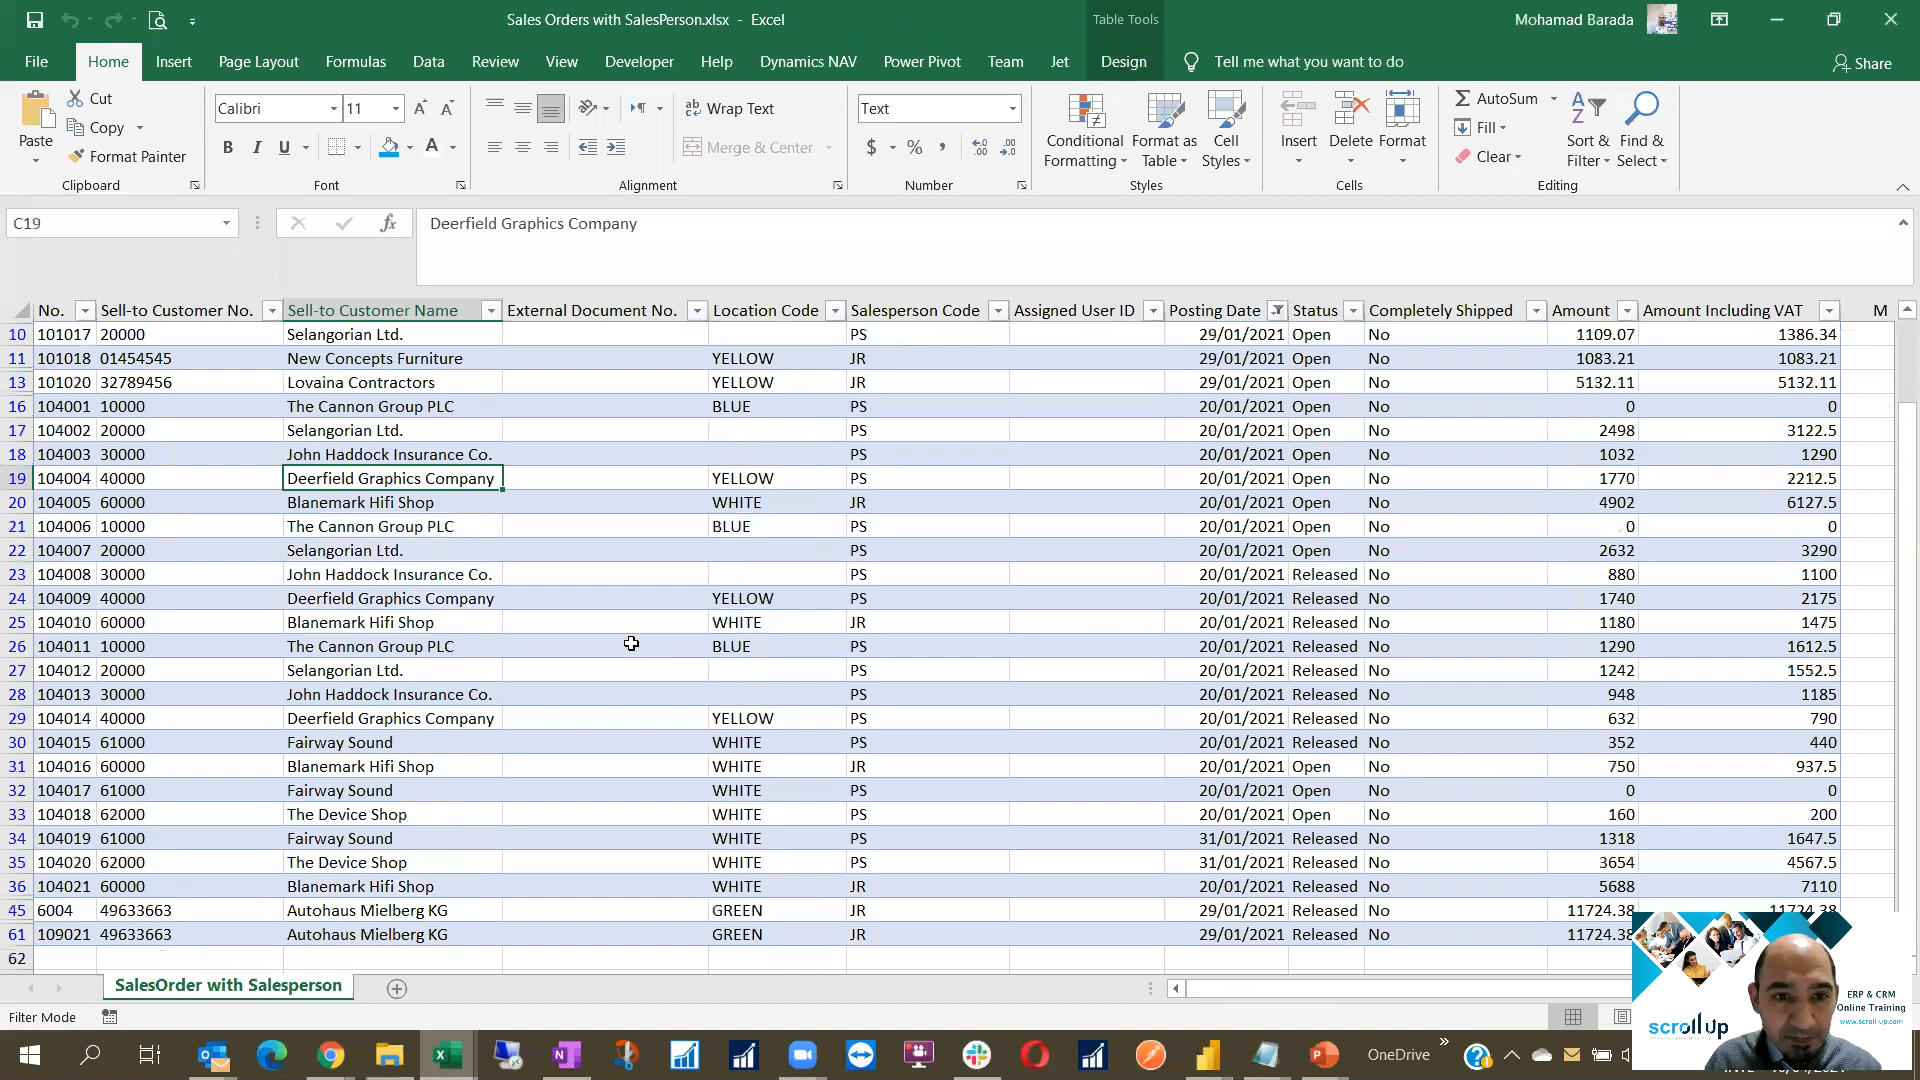 Sales Orders with SalesPerson.xlsx - Excel
Table Tools
Mohamad Barada
File Home Insert Page Layout Formulas Data Review View Developer Help Dynamics NAV Power Pivot Team Jet Design Tell me what you want to do Share
Paste
Cut
Copy
Format Painter
Clipboard
Calibri 11
B I U
Font
Wrap Text
Merge & Center
Alignment
Text
$ % ,
Number
Conditional Formatting
Format as Table
Cell Styles
Styles
Insert Delete Format
Cells
AutoSum
Fill
Clear
Sort & Filter
Find & Select
Editing
C19
fx
Deerfield Graphics Company
No. Sell-to Customer No. Sell-to Customer Name External Document No. Location Code Salesperson Code Assigned User ID Posting Date Status Completely Shipped Amount Amount Including VAT M
10 101017 20000 Selangorian Ltd. PS 29/01/2021 Open No 1109.07 1386.34
11 101018 01454545 New Concepts Furniture YELLOW JR 29/01/2021 Open No 1083.21 1083.21
13 101020 32789456 Lovaina Contractors YELLOW JR 29/01/2021 Open No 5132.11 5132.11
16 104001 10000 The Cannon Group PLC BLUE PS 20/01/2021 Open No 0 0
17 104002 20000 Selangorian Ltd. PS 20/01/2021 Open No 2498 3122.5
18 104003 30000 John Haddock Insurance Co. PS 20/01/2021 Open No 1032 1290
19 104004 40000 Deerfield Graphics Company YELLOW PS 20/01/2021 Open No 1770 2212.5
20 104005 60000 Blanemark Hifi Shop WHITE JR 20/01/2021 Open No 4902 6127.5
21 104006 10000 The Cannon Group PLC BLUE PS 20/01/2021 Open No 0 0
22 104007 20000 Selangorian Ltd. PS 20/01/2021 Open No 2632 3290
23 104008 30000 John Haddock Insurance Co. PS 20/01/2021 Released No 880 1100
24 104009 40000 Deerfield Graphics Company YELLOW PS 20/01/2021 Released No 1740 2175
25 104010 60000 Blanemark Hifi Shop WHITE JR 20/01/2021 Released No 1180 1475
26 104011 10000 The Cannon Group PLC BLUE PS 20/01/2021 Released No 1290 1612.5
27 104012 20000 Selangorian Ltd. PS 20/01/2021 Released No 1242 1552.5
28 104013 30000 John Haddock Insurance Co. PS 20/01/2021 Released No 948 1185
29 104014 40000 Deerfield Graphics Company YELLOW PS 20/01/2021 Released No 632 790
30 104015 61000 Fairway Sound WHITE PS 20/01/2021 Released No 352 440
31 104016 60000 Blanemark Hifi Shop WHITE JR 20/01/2021 Open No 750 937.5
32 104017 61000 Fairway Sound WHITE PS 20/01/2021 Open No 0 0
33 104018 62000 The Device Shop WHITE PS 20/01/2021 Open No 160 200
34 104019 61000 Fairway Sound WHITE PS 31/01/2021 Released No 1318 1647.5
35 104020 62000 The Device Shop WHITE PS 31/01/2021 Released No 3654 4567.5
36 104021 60000 Blanemark Hifi Shop WHITE JR 20/01/2021 Released No 5688 7110
45 6004 49633663 Autohaus Mielberg KG GREEN JR 29/01/2021 Released No 11724.38 11724.38
61 109021 49633663 Autohaus Mielberg KG GREEN JR 29/01/2021 Released No 11724.38
62
SalesOrder with Salesperson
Filter Mode
ERP & CRM
Online Training
www.scroll-up.com
scroll up
OneDrive